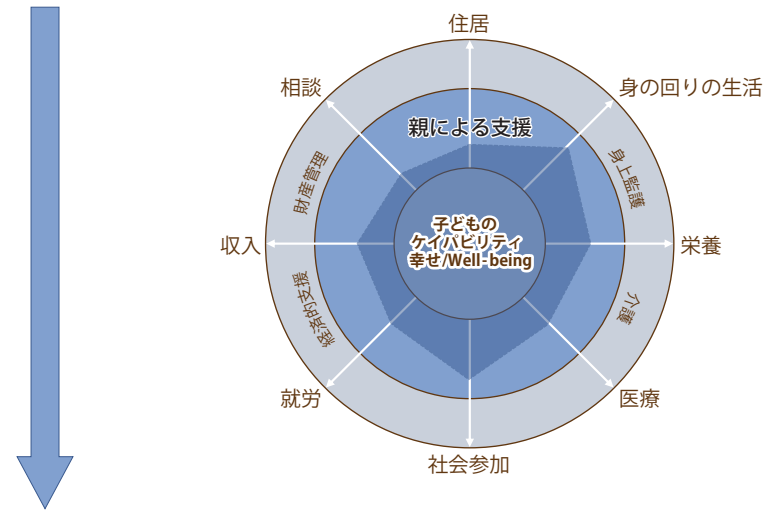 住居
相談
身の回りの生活
親による支援
財産管理
身上監護
子どもの
ケイパビリティ
幸せ/Well-being
収入
栄養
経済的支援
介護
就労
医療
社会参加